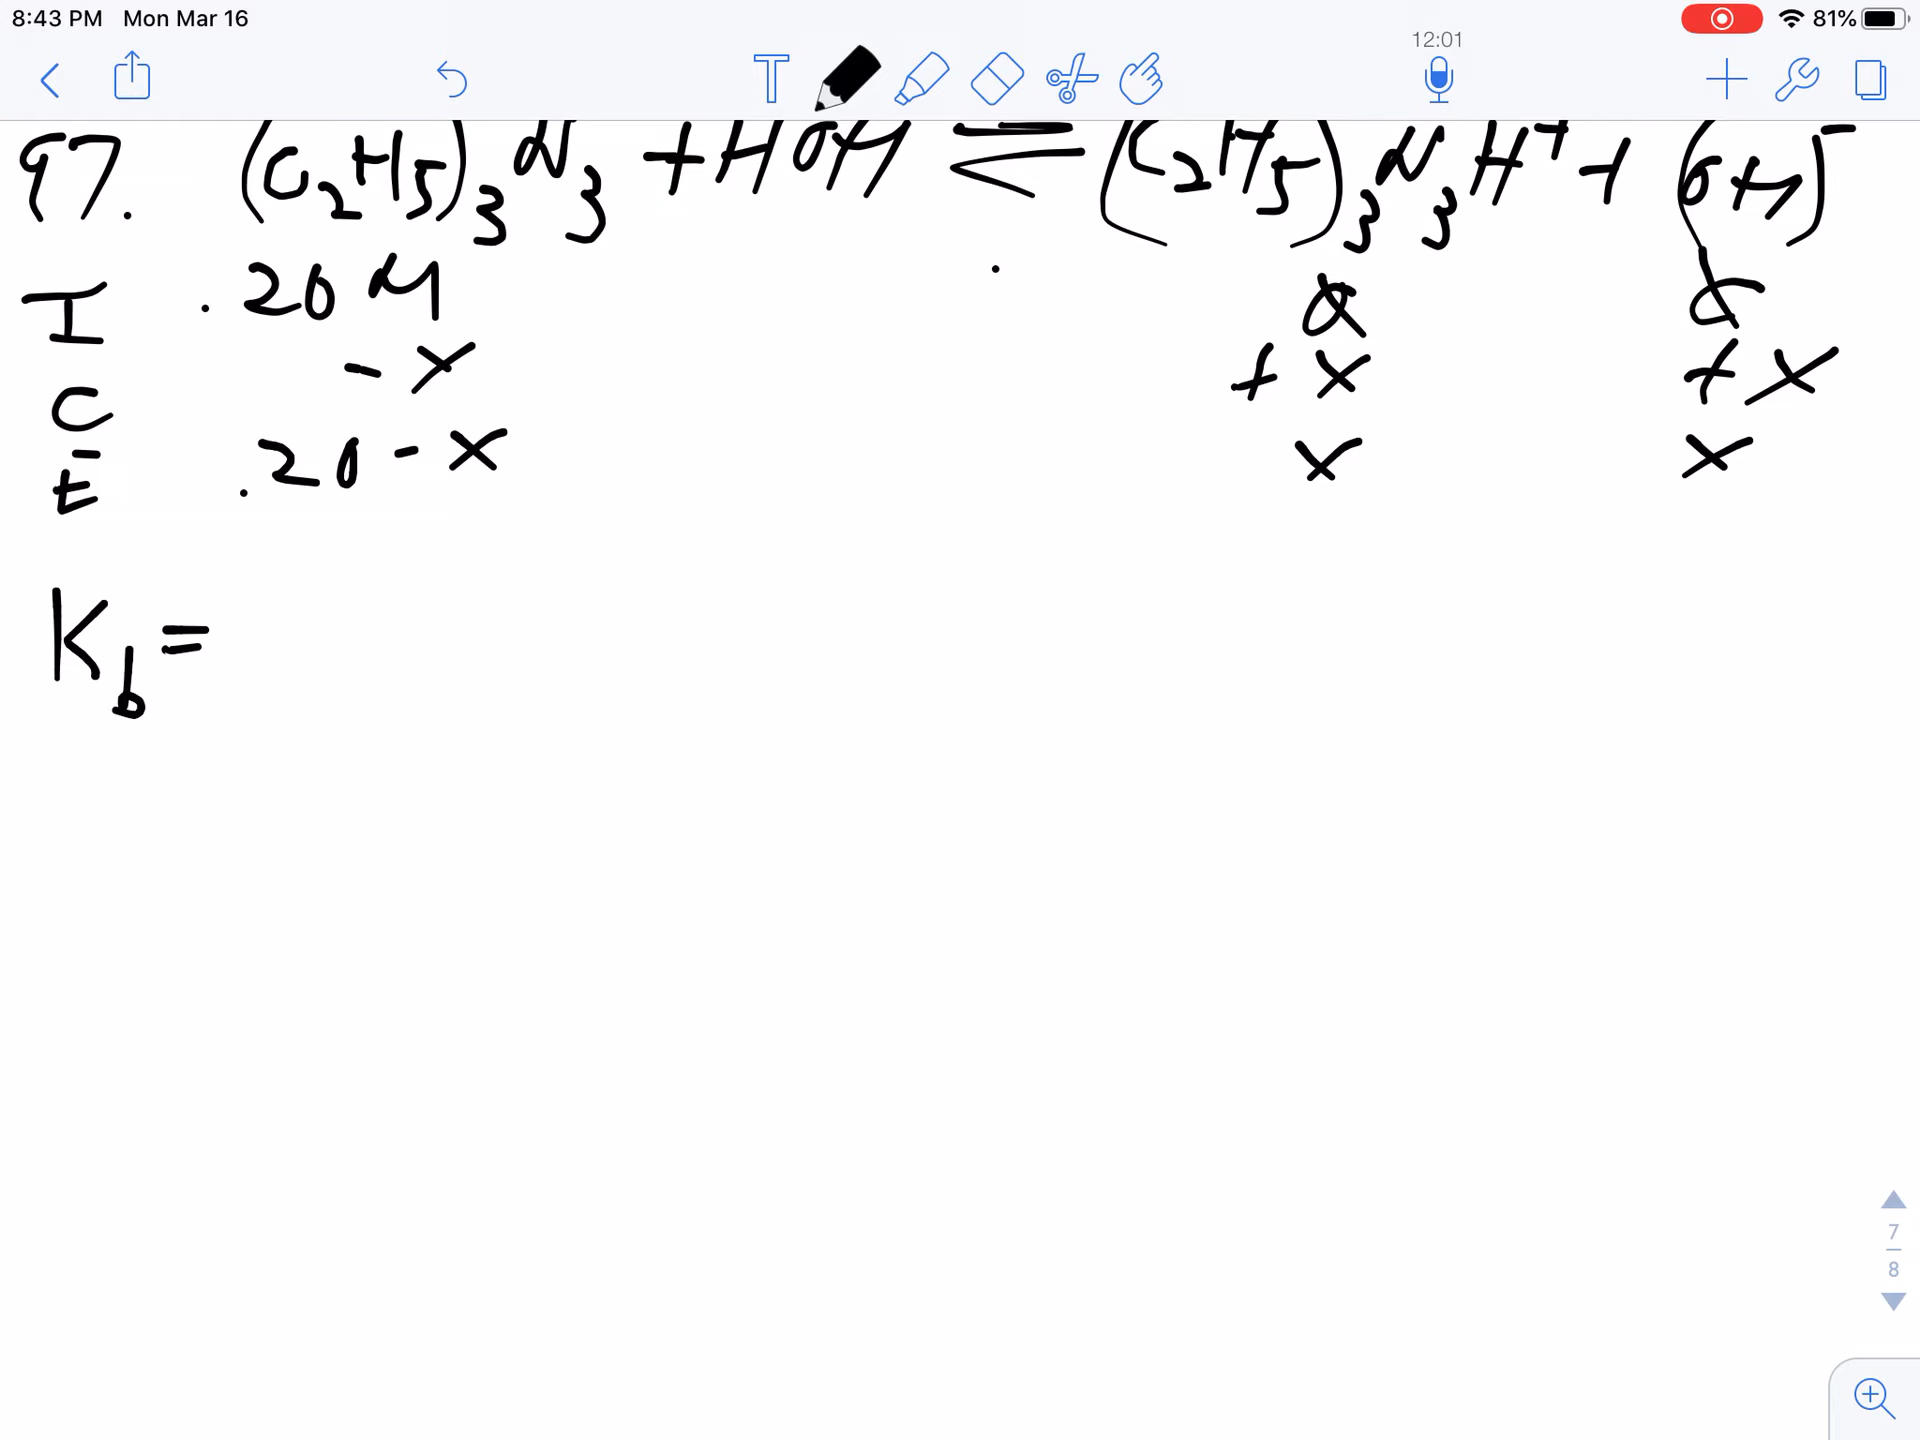 8:43 PM Mon Mar 16 81%
12:01
T
97. (C₂H₅)₃N₃ + HOH ⇌ (C₂H₅)₃N₃H⁺ + (OH)⁻
I .20 M 0 0
C - x + x + x
E .20 - x x x
K_b =
7
8